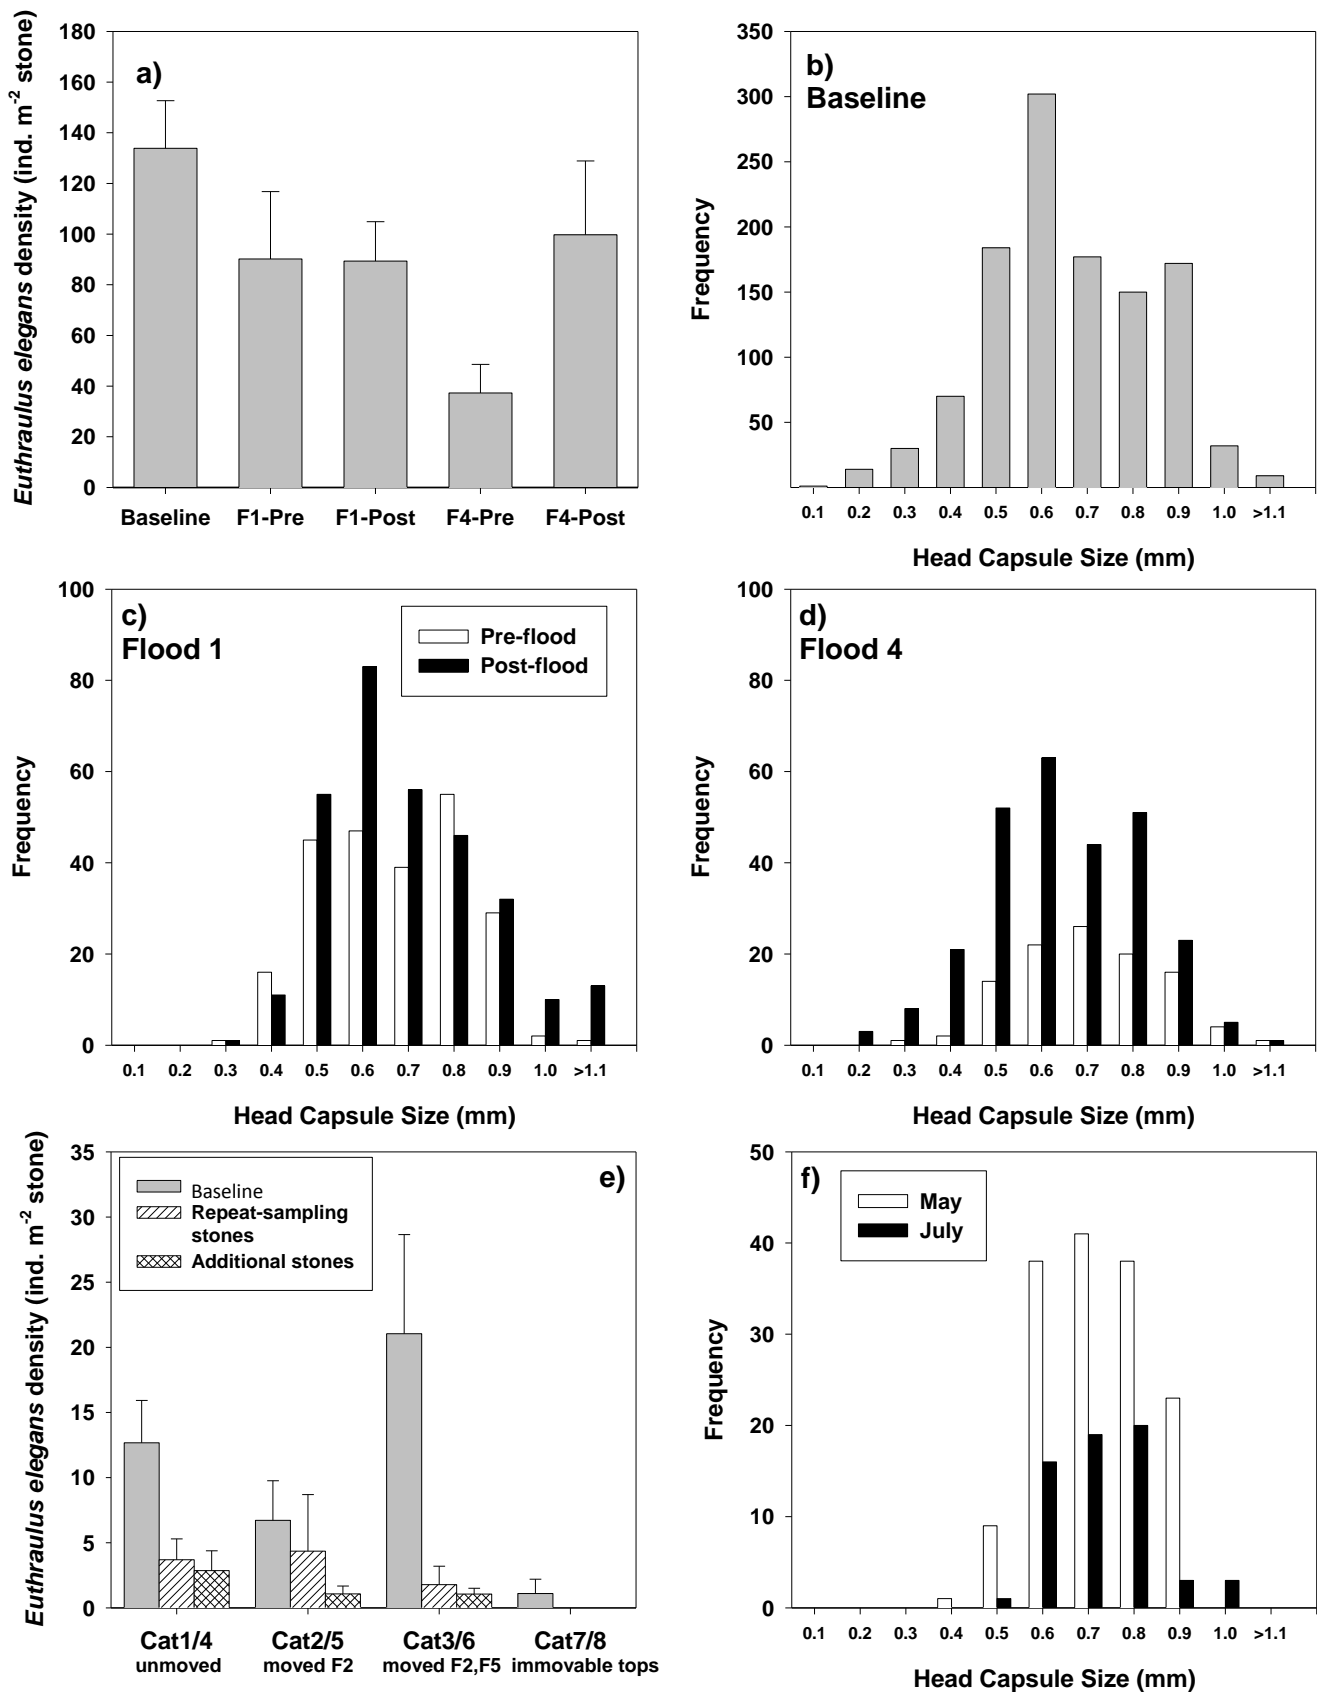 a)
Euthraulus elegans density (ind. m-2 stone)
180
160
140
120
100
80
60
40
20
0
Baseline F1-Pre F1-Post F4-Pre F4-Post
b)
Baseline
Frequency
350
300
250
200
150
100
50
0.1 0.2 0.3 0.4 0.5 0.6 0.7 0.8 0.9 1.0 >1.1
Head Capsule Size (mm)
c)
Flood 1
Pre-flood
Post-flood
Frequency
100
80
60
40
20
0
0.1 0.2 0.3 0.4 0.5 0.6 0.7 0.8 0.9 1.0 >1.1
Head Capsule Size (mm)
d)
Flood 4
Frequency
100
80
60
40
20
0
0.1 0.2 0.3 0.4 0.5 0.6 0.7 0.8 0.9 1.0 >1.1
Head Capsule Size (mm)
e)
Baseline
Repeat-sampling
stones
Additional stones
Euthraulus elegans density (ind. m-2 stone)
35
30
25
20
15
10
5
0
Cat1/4 Cat2/5 Cat3/6 Cat7/8
unmoved moved F2 moved F2,F5 immovable tops
f)
May
July
Frequency
50
40
30
20
10
0
0.1 0.2 0.3 0.4 0.5 0.6 0.7 0.8 0.9 1.0 >1.1
Head Capsule Size (mm)